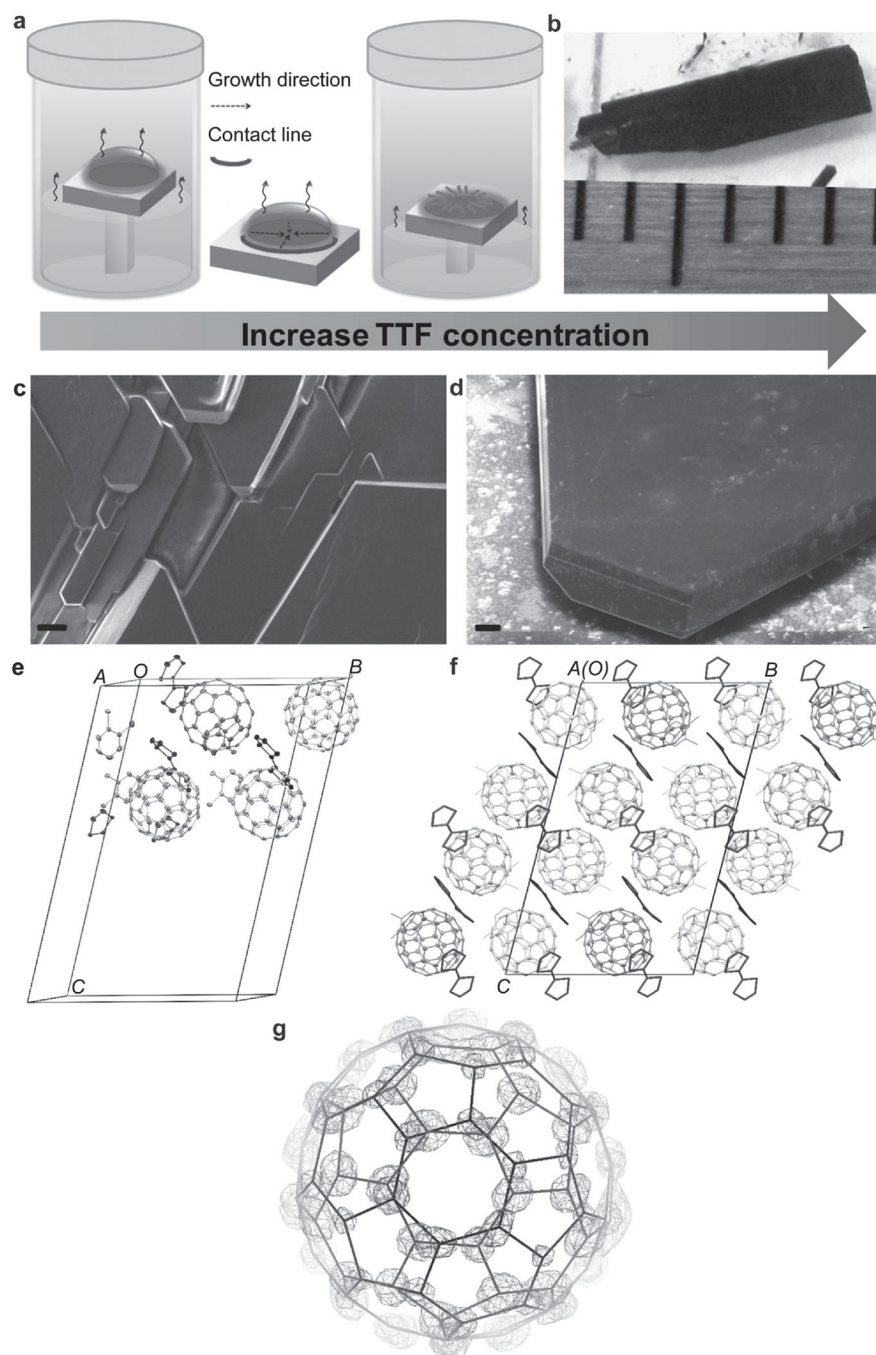 a
b
Growth direction
Contact line
Increase TTF concentration
c
d
e
A
O
B
C
f
A(O)
B
C
g